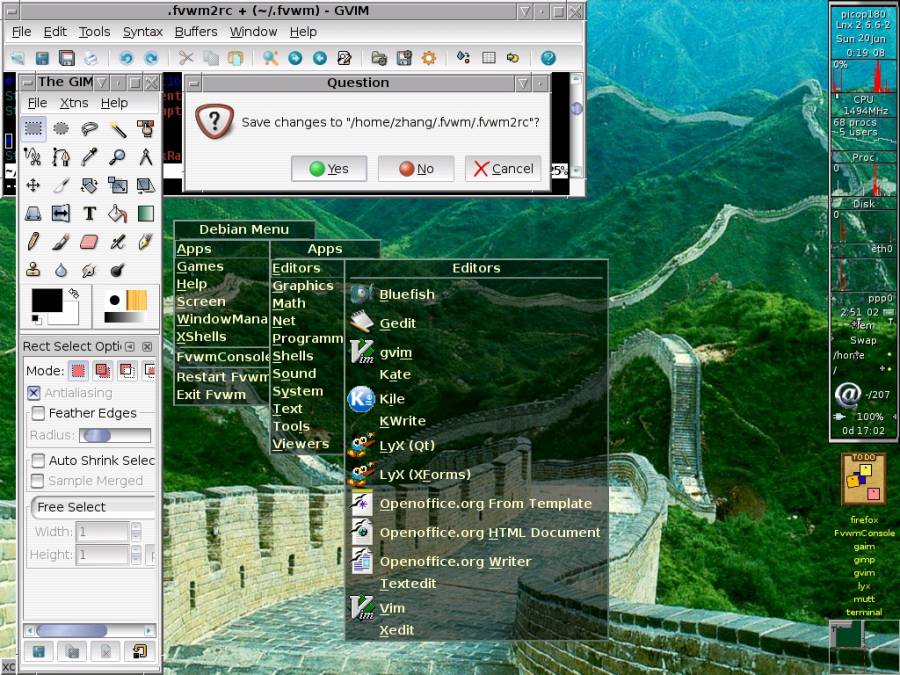 .fvwm2rc + (~/.fvwm) - GVIM
File Edit Tools Syntax Buffers Window Help
The GIM
File Xtns Help
Question
Save changes to "/home/zhang/.fvwm/.fvwm2rc"?
Yes No Cancel
25%
Rect Select Opti
Mode:
Antialiasing
Feather Edges
Radius:
Auto Shrink Selec
Sample Merged
Free Select
Width: 1
Height: 1
Debian Menu
Apps
Games
Help
Screen
WindowMana
XShells
FvwmConsole
Restart Fvwm
Exit Fvwm
Apps
Editors
Graphics
Math
Net
Programm
Shells
Sound
System
Text
Tools
Viewers
Editors
Bluefish
Gedit
gvim
Kate
Kile
KWrite
LyX (Qt)
LyX (XForms)
Openoffice.org From Template
Openoffice.org HTML Document
Openoffice.org Writer
Textedit
Vim
Xedit
picop180
Lnx 2.6.6-2
Sun 20 Jun
0:19 08
0%
CPU
1494MHz
68 procs
5 users
Proc
0
Disk
0
eth0
ppp0
2:51 02
Mem
Swap
/home
/
@ -/207
100%
0d 17:02
TO DO
firefox
FvwmConsole
gaim
gimp
gvim
lyx
mutt
terminal